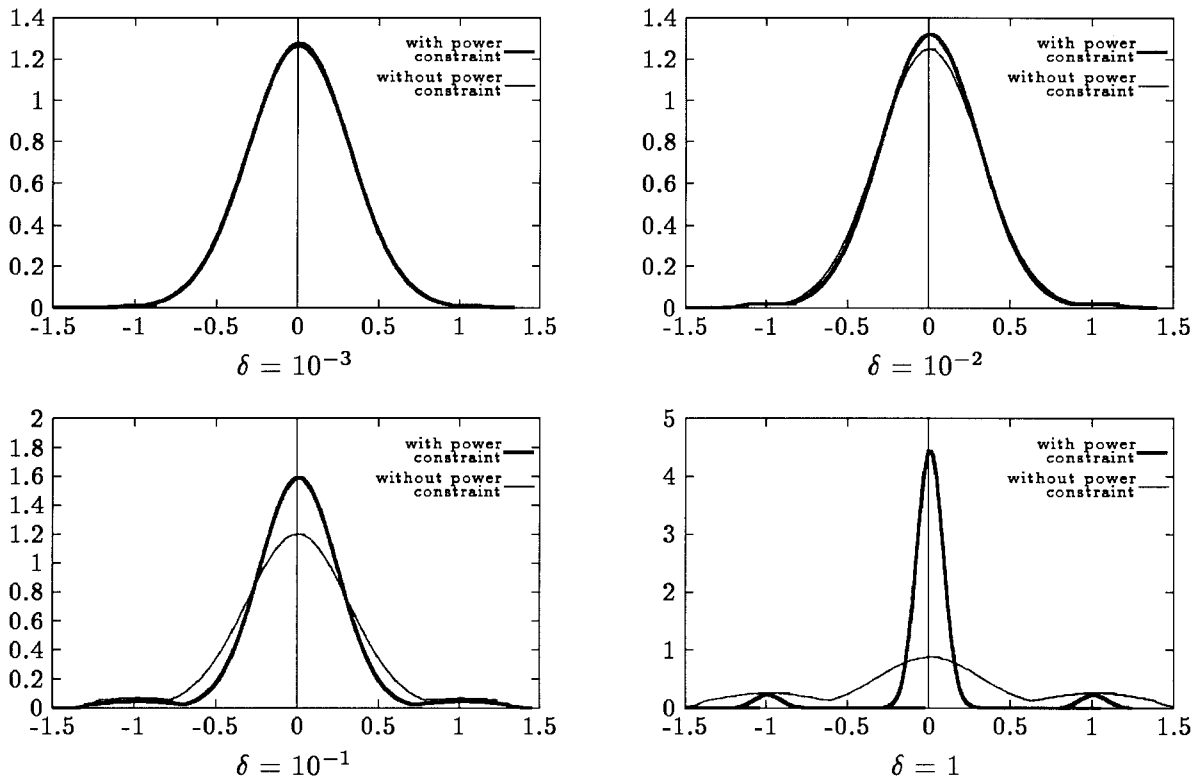 1.4
1.2
1
0.8
0.6
0.4
0.2
0
-1.5 -1 -0.5 0 0.5 1 1.5
with power
constraint
without power
constraint
δ = 10⁻³
1.4
1.2
1
0.8
0.6
0.4
0.2
0
-1.5 -1 -0.5 0 0.5 1 1.5
with power
constraint
without power
constraint
δ = 10⁻²
2
1.8
1.6
1.4
1.2
1
0.8
0.6
0.4
0.2
0
-1.5 -1 -0.5 0 0.5 1 1.5
with power
constraint
without power
constraint
δ = 10⁻¹
5
4
3
2
1
0
-1.5 -1 -0.5 0 0.5 1 1.5
with power
constraint
without power
constraint
δ = 1